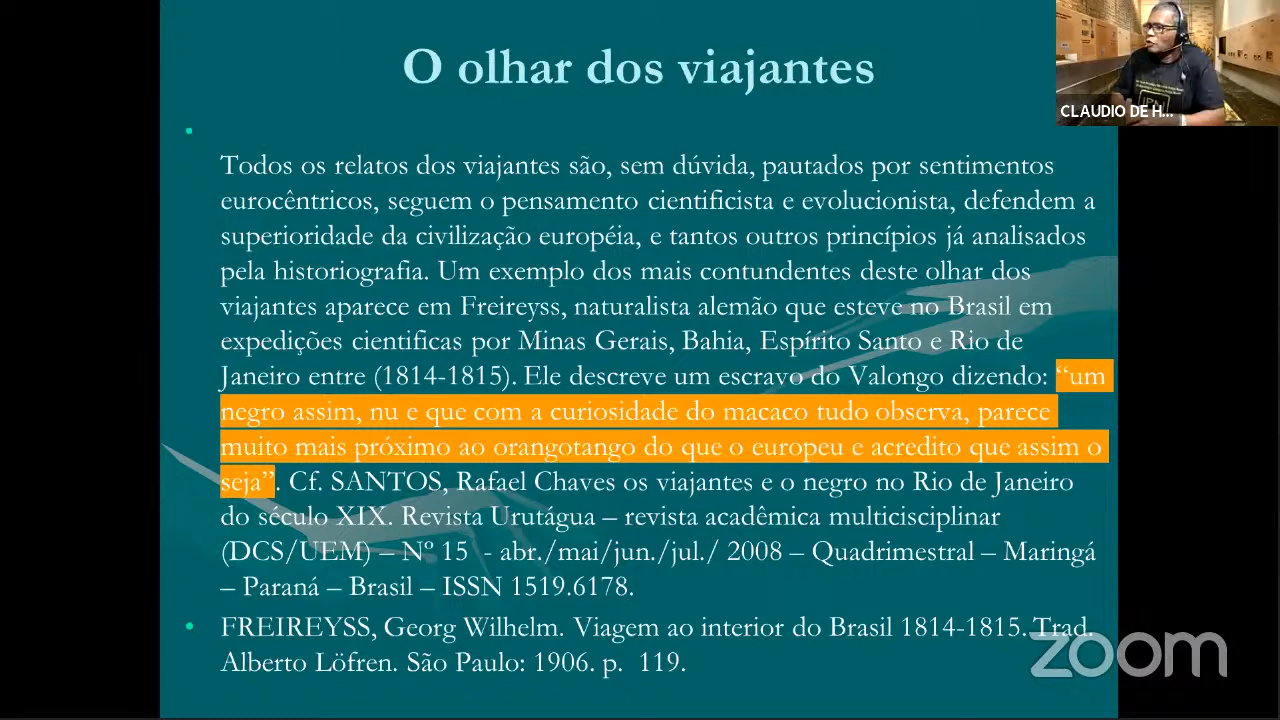 O olhar dos viajantes
CLAUDIO DE H...
Todos os relatos dos viajantes são, sem dúvida, pautados por sentimentos
eurocêntricos, seguem o pensamento cientificista e evolucionista, defendem a
superioridade da civilização européia, e tantos outros princípios já analisados
pela historiografia. Um exemplo dos mais contundentes deste olhar dos
viajantes aparece em Freireyss, naturalista alemão que esteve no Brasil em
expedições cientificas por Minas Gerais, Bahia, Espírito Santo e Rio de
Janeiro entre (1814-1815). Ele descreve um escravo do Valongo dizendo: “um
negro assim, nu e que com a curiosidade do macaco tudo observa, parece
muito mais próximo ao orangotango do que o europeu e acredito que assim o
seja”. Cf. SANTOS, Rafael Chaves os viajantes e o negro no Rio de Janeiro
do século XIX. Revista Urutágua – revista acadêmica multicisciplinar
(DCS/UEM) – Nº 15 - abr./mai/jun./jul./ 2008 – Quadrimestral – Maringá
– Paraná – Brasil – ISSN 1519.6178.
FREIREYSS, Georg Wilhelm. Viagem ao interior do Brasil 1814-1815. Trad.
Alberto Löfren. São Paulo: 1906. p. 119.
zoom